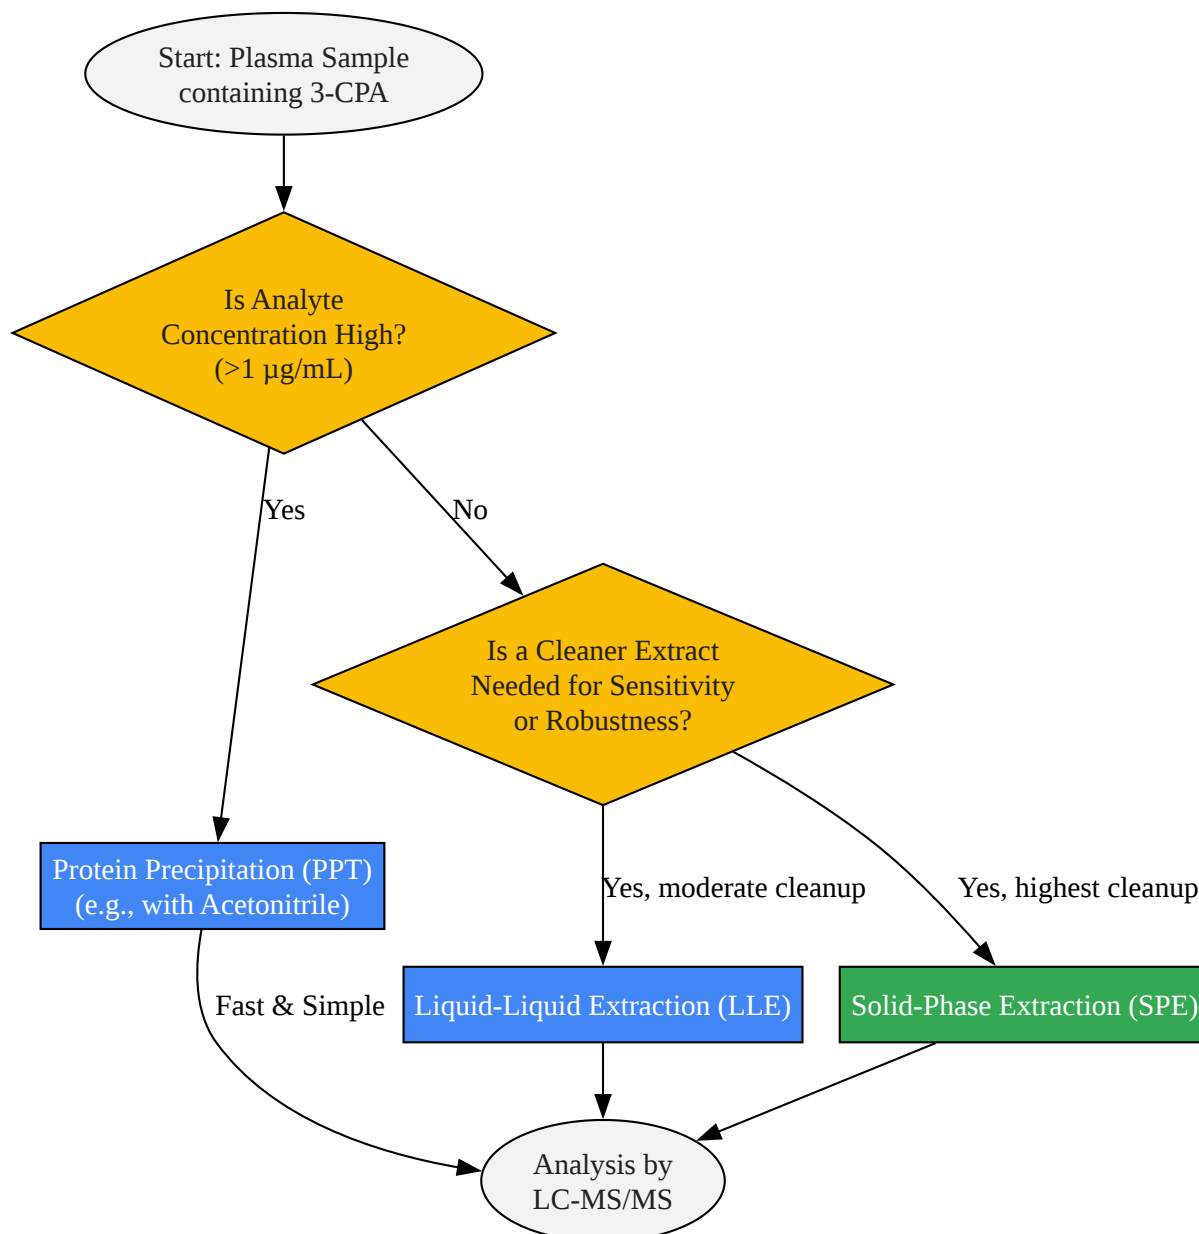 Start: Plasma Sample
containing 3-CPA
Is Analyte
Concentration High?
(>1 µg/mL)
Yes
No
Is a Cleaner Extract
Needed for Sensitivity
or Robustness?
Protein Precipitation (PPT)
(e.g., with Acetonitrile)
Yes, moderate cleanup
Yes, highest cleanup
Fast & Simple
Liquid-Liquid Extraction (LLE)
Solid-Phase Extraction (SPE)
Analysis by
LC-MS/MS